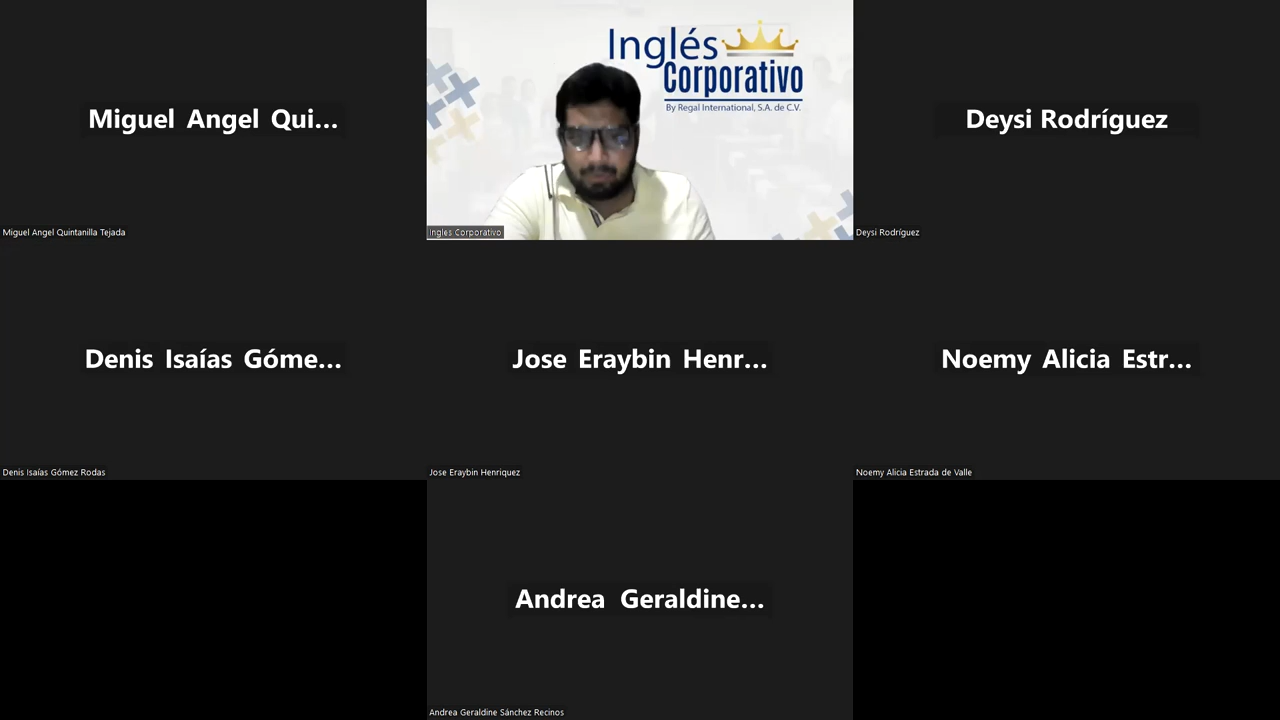 Miguel Angel Qui...
Miguel Angel Quintanilla Tejada
Inglés
Corporativo
By Regal International, S.A. de C.V.
Inglés Corporativo
Deysi Rodríguez
Deysi Rodríguez
Denis Isaías Góme...
Denis Isaías Gómez Rodas
Jose Eraybin Henr...
Jose Eraybin Henriquez
Noemy Alicia Estr...
Noemy Alicia Estrada de Valle
Andrea Geraldine...
Andrea Geraldine Sánchez Recinos